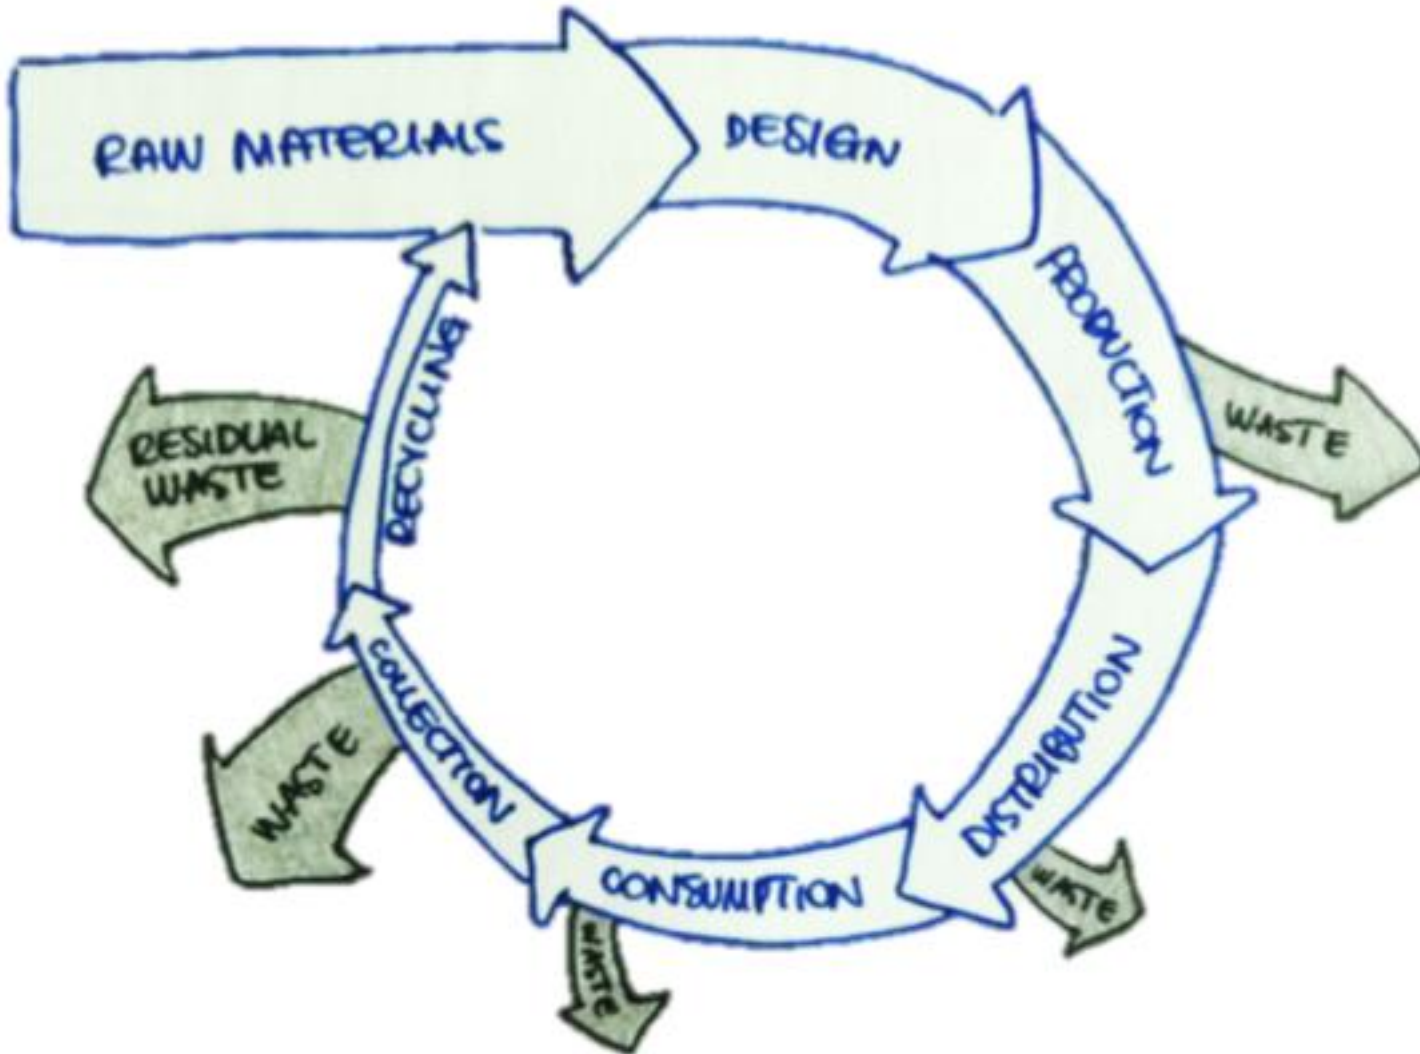 RAW MATERIALS
DESIGN
PRODUCTION
WASTE
DISTRIBUTION
WASTE
CONSUMPTION
WASTE
COLLECTION
WASTE
RECYCLING
RESIDUAL
WASTE